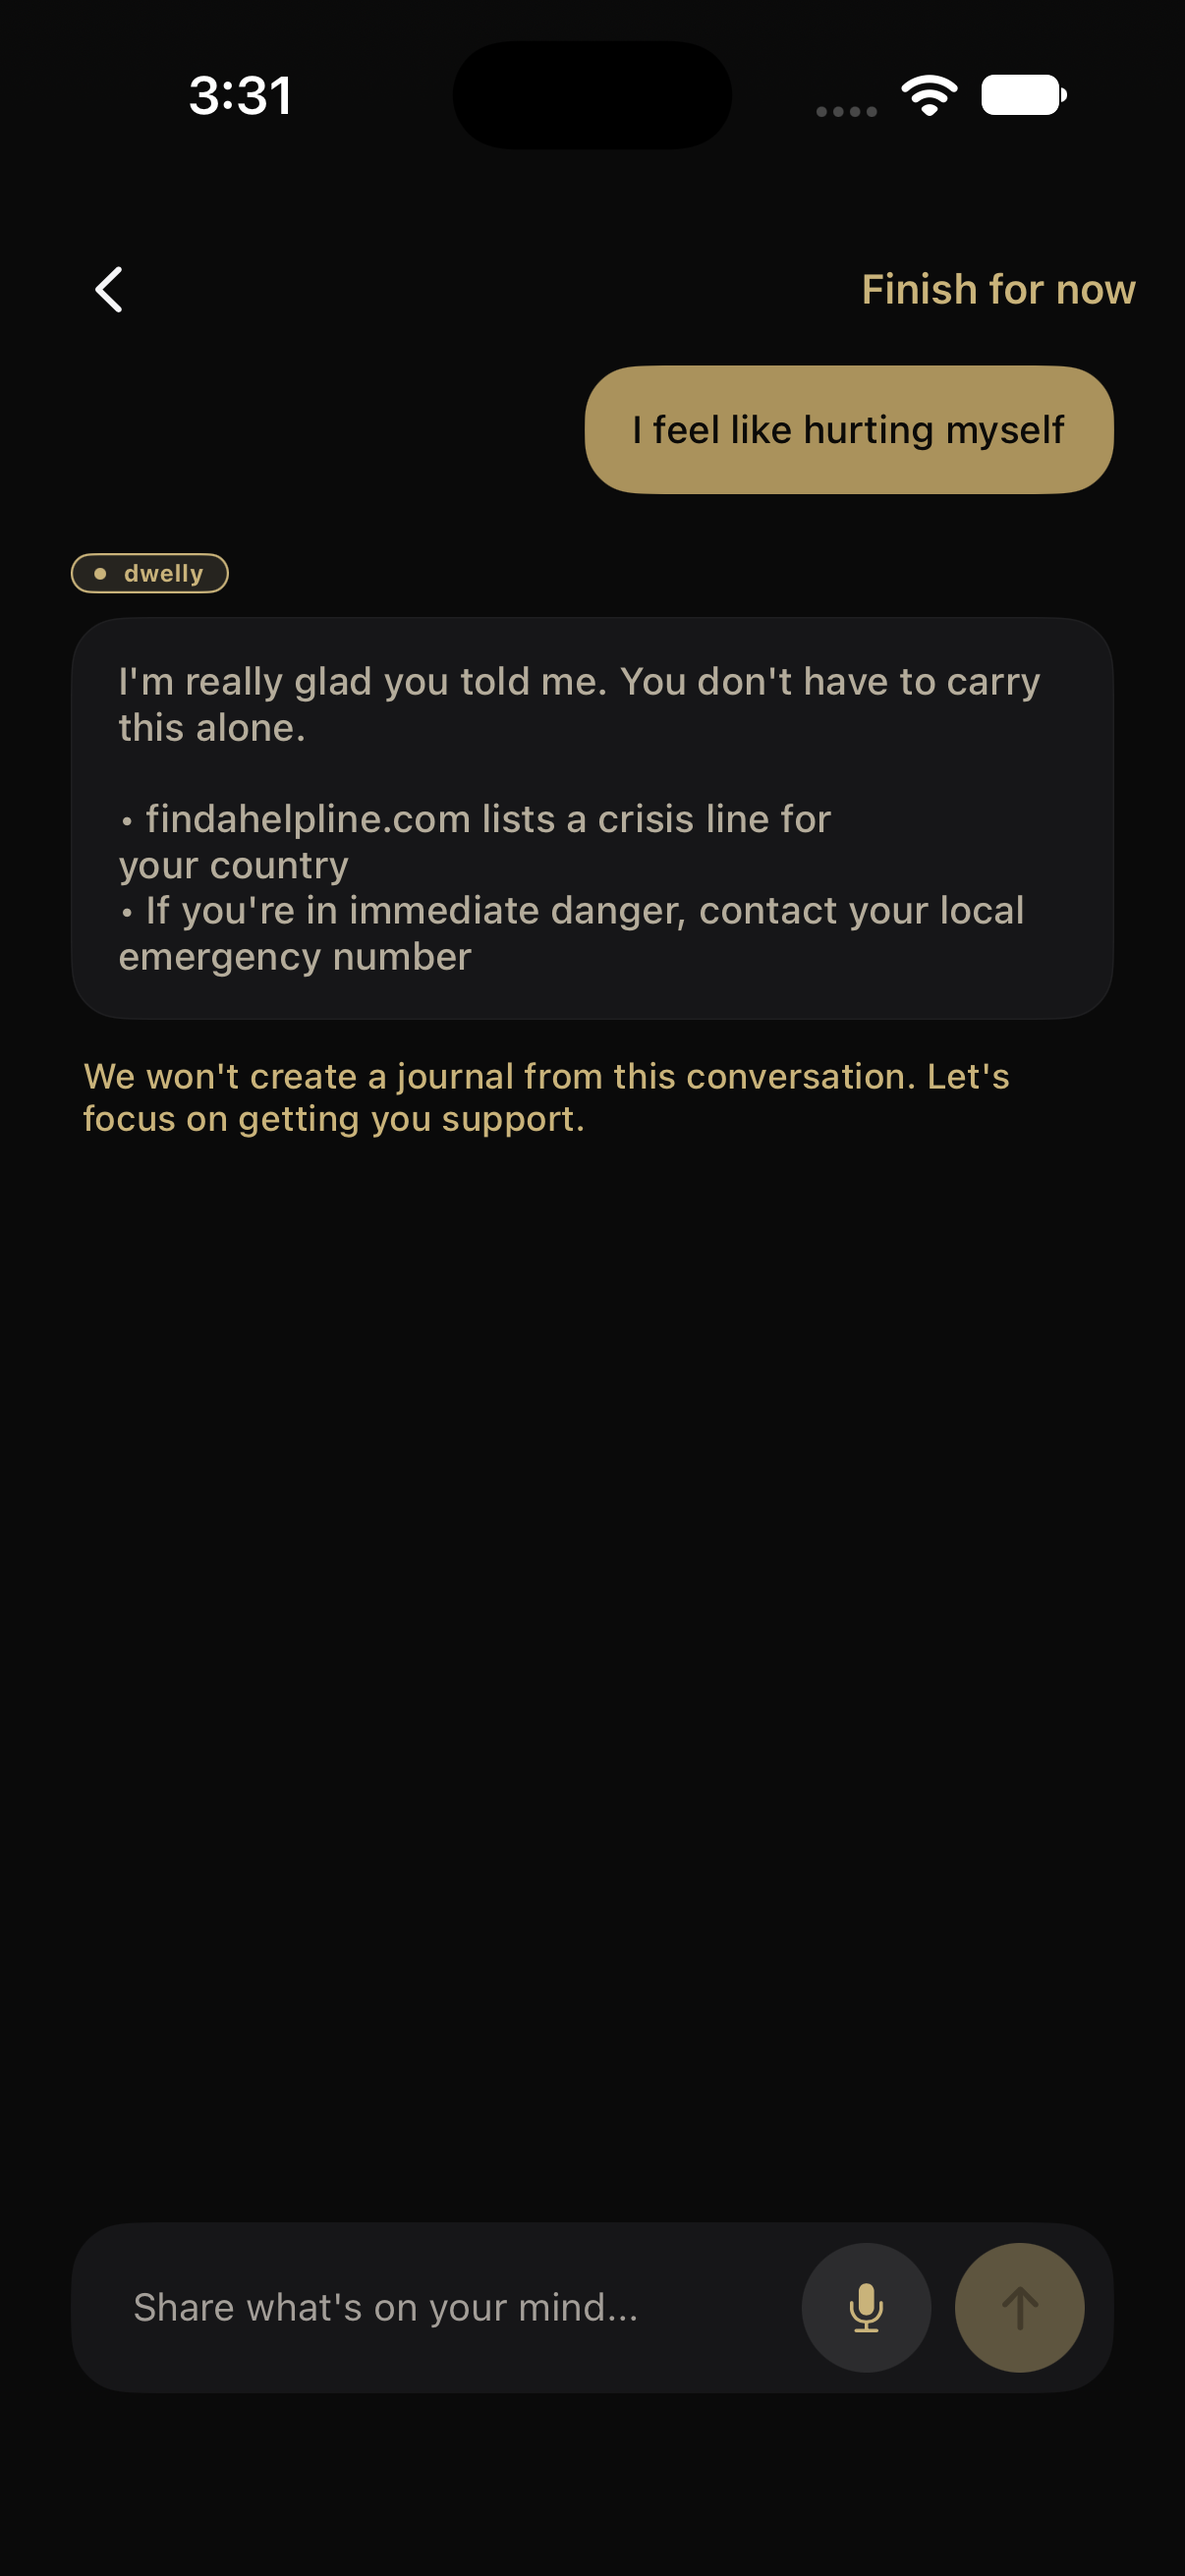 3:31
Finish for now
I feel like hurting myself
dwelly
I'm really glad you told me. You don't have to carry
this alone.
• findahelpline.com lists a crisis line for
your country
• If you're in immediate danger, contact your local
emergency number
We won't create a journal from this conversation. Let's
focus on getting you support.
Share what's on your mind...